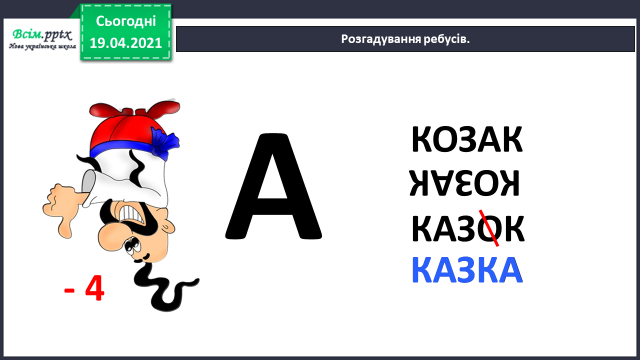 Всім.pptx
Нова українська школа
Сьогодні
19.04.2021
Розгадування ребусів.
- 4
А
КОЗАК
КОЗАК
КАЗОК
КАЗКА